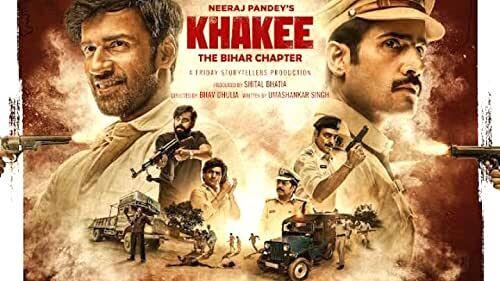 NEERAJ PANDEY'S
KHAKEE
THE BIHAR CHAPTER
A FRIDAY STORYTELLERS PRODUCTION
PRODUCED BY SHITAL BHATIA
DIRECTED BY BHAV DHULIA WRITTEN BY UMASHANKAR SINGH